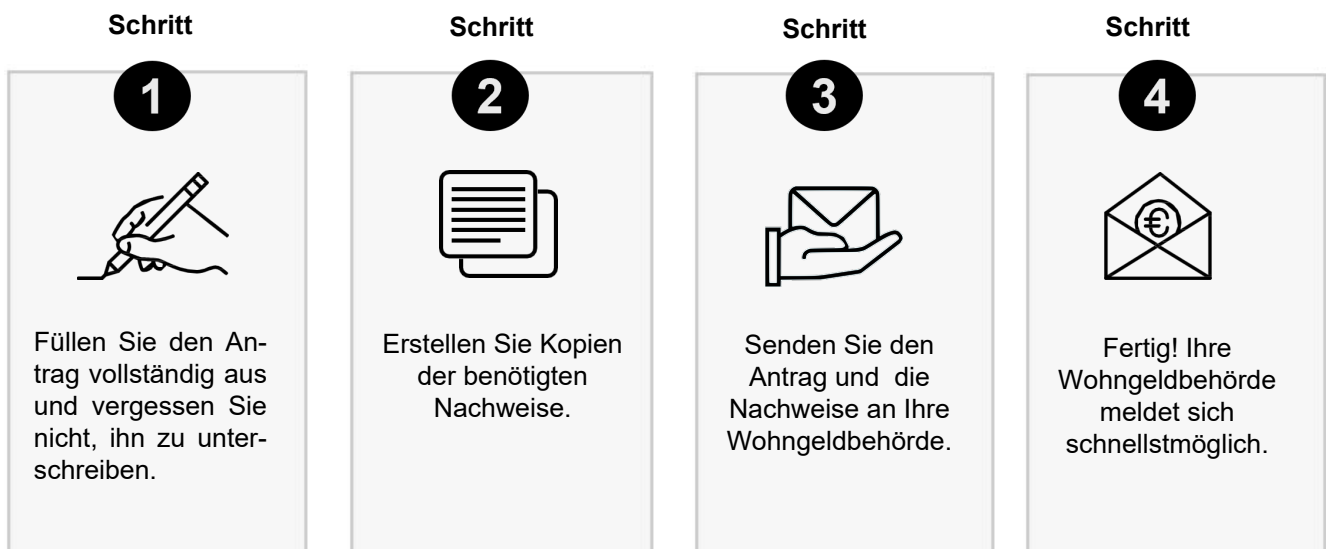 Schritt
1
Füllen Sie den An-
trag vollständig aus
und vergessen Sie
nicht, ihn zu unter-
schreiben.
Schritt
2
Erstellen Sie Kopien
der benötigten
Nachweise.
Schritt
3
Senden Sie den
Antrag und  die
Nachweise an Ihre
Wohngeldbehörde.
Schritt
4
€
Fertig! Ihre
Wohngeldbehörde
meldet sich
schnellstmöglich.